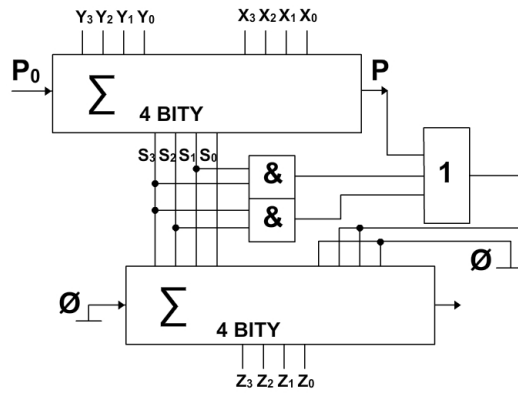 Y₃ Y₂ Y₁ Y₀ X₃ X₂ X₁ X₀
P₀ P
Σ
4 BITY
S₃ S₂ S₁ S₀
&
1
&
Ø
Ø
Σ
4 BITY
Z₃ Z₂ Z₁ Z₀